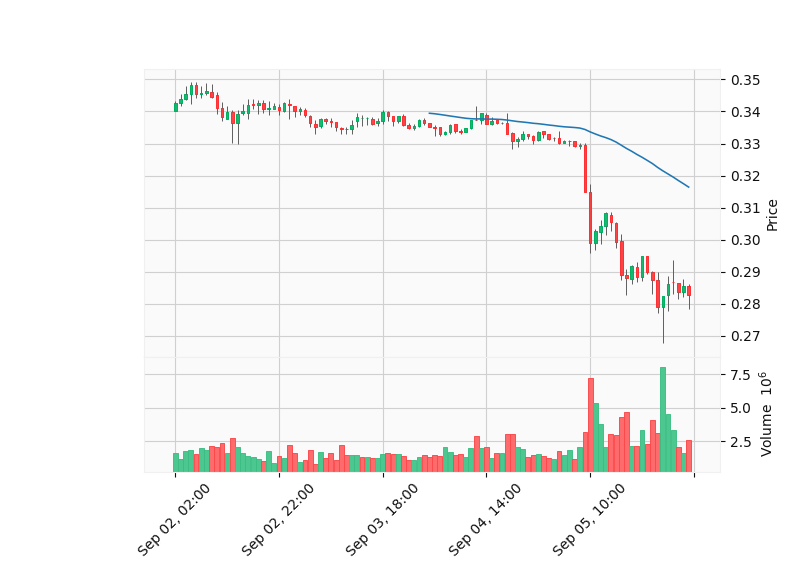 0.35
0.34
0.33
0.32
0.31
0.30
0.29
0.28
0.27
Price
7.5
5.0
2.5
Volume 10⁶
Sep 02, 02:00
Sep 02, 22:00
Sep 03, 18:00
Sep 04, 14:00
Sep 05, 10:00